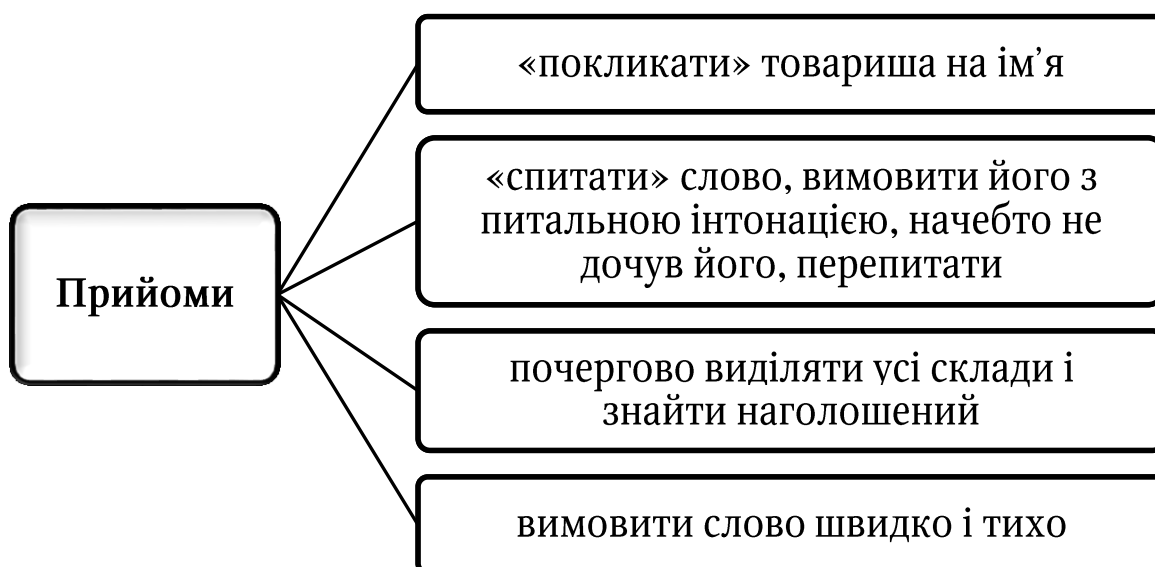 Прийоми
«покликати» товариша на ім’я
«спитати» слово, вимовити його з
питальною інтонацією, начебто не
дочув його, перепитати
почергово виділяти усі склади і
знайти наголошений
вимовити слово швидко і тихо